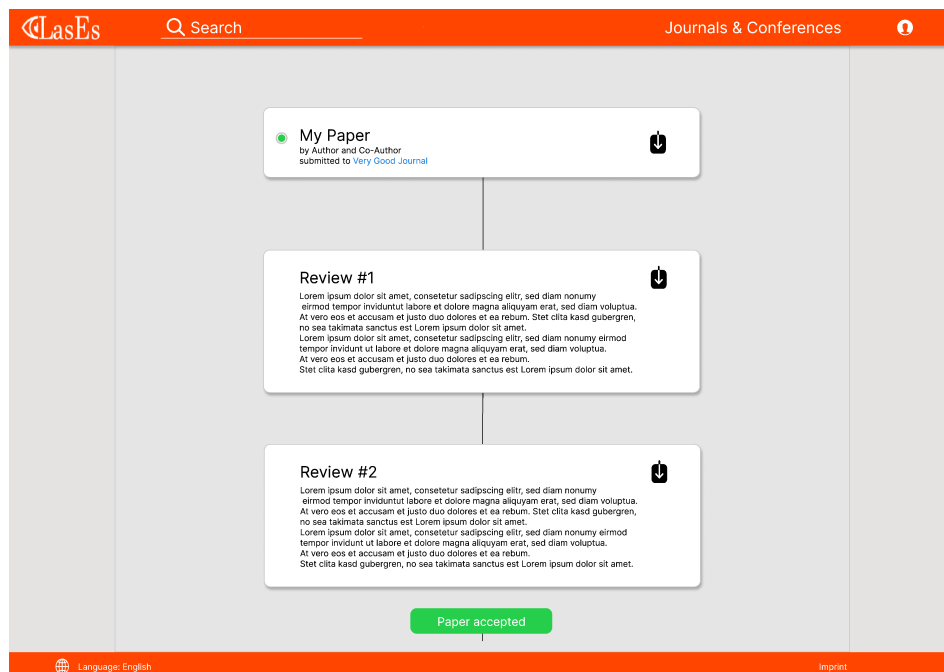 LasEs
Search
Journals & Conferences
My Paper
by Author and Co-Author
submitted to Very Good Journal
Review #1
Lorem ipsum dolor sit amet, consetetur sadipscing elitr, sed diam nonumy
eirmod tempor inviduntut labore et dolore magna aliquyam erat, sed diam voluptua.
At vero eos et accusam et justo duo dolores et ea rebum. Stet clita kasd gubergren,
no sea takimata sanctus est Lorem ipsum dolor sit amet.
Lorem ipsum dolor sit amet, consetetur sadipscing elitr, sed diam nonumy eirmod
tempor invidunt ut labore et dolore magna aliquyam erat, sed diam voluptua.
At vero eos et accusam et justo duo dolores et ea rebum.
Stet clita kasd gubergren, no sea takimata sanctus est Lorem ipsum dolor sit amet.
Review #2
Lorem ipsum dolor sit amet, consetetur sadipscing elitr, sed diam nonumy
eirmod tempor inviduntut labore et dolore magna aliquyam erat, sed diam voluptua.
At vero eos et accusam et justo duo dolores et ea rebum. Stet clita kasd gubergren,
no sea takimata sanctus est Lorem ipsum dolor sit amet.
Lorem ipsum dolor sit amet, consetetur sadipscing elitr, sed diam nonumy eirmod
tempor invidunt ut labore et dolore magna aliquyam erat, sed diam voluptua.
At vero eos et accusam et justo duo dolores et ea rebum.
Stet clita kasd gubergren, no sea takimata sanctus est Lorem ipsum dolor sit amet.
Paper accepted
Language: English
Imprint